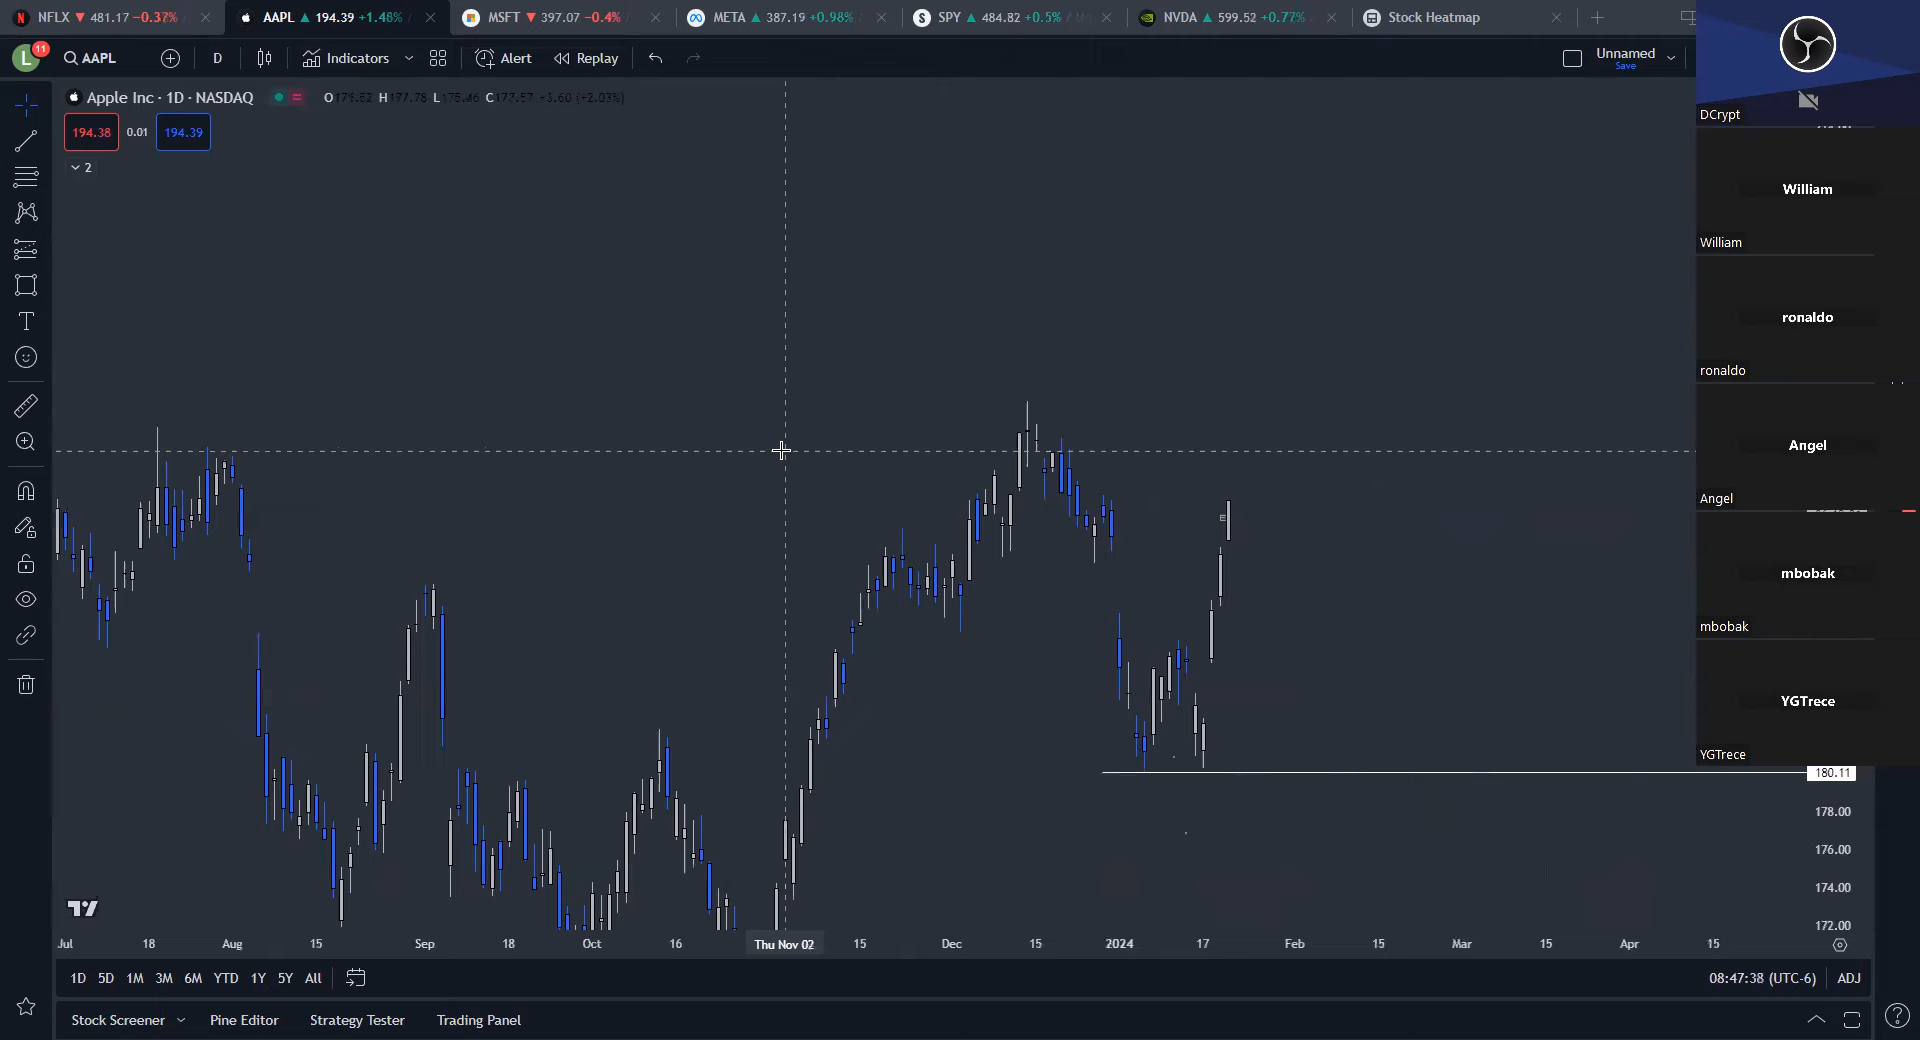 NFLX 481.17 −0.37%
AAPL 194.39 +1.48%
MSFT 397.07 −0.4%
META 387.19 +0.98%
SPY 484.82 +0.5%
NVDA 599.52 +0.77%
Stock Heatmap
L 11
AAPL
D
Indicators
Alert
Replay
Unnamed
Save
Apple Inc · 1D · NASDAQ
194.38
0.01
194.39
2
DCrypt
William
William
ronaldo
ronaldo
Angel
Angel
mbobak
mbobak
YGTrece
YGTrece
180.11
178.00
176.00
174.00
172.00
Jul 18 Aug 15 Sep 18 Oct 16 Thu Nov 02 15 Dec 15 2024 17 Feb 15 Mar 15 Apr 15
1D 5D 1M 3M 6M YTD 1Y 5Y All
08:47:38 (UTC-6) ADJ
Stock Screener
Pine Editor
Strategy Tester
Trading Panel